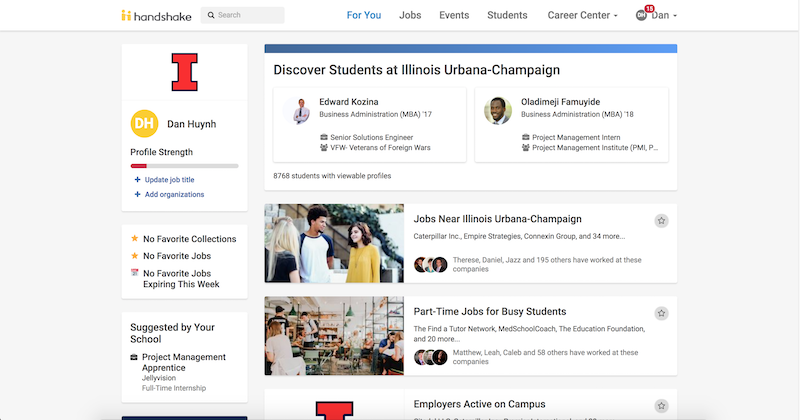 handshake
Search
For You
Jobs
Events
Students
Career Center
DH
15
Dan
DH
Dan Huynh
Profile Strength
+ Update job title
+ Add organizations
No Favorite Collections
No Favorite Jobs
No Favorite Jobs
Expiring This Week
Suggested by Your
School
Project Management
Apprentice
Jellyvision
Full-Time Internship
Discover Students at Illinois Urbana-Champaign
Edward Kozina
Business Administration (MBA) '17
Senior Solutions Engineer
VFW- Veterans of Foreign Wars
Oladimeji Famuyide
Business Administration (MBA) '18
Project Management Intern
Project Management Institute (PMI, P...
8768 students with viewable profiles
Jobs Near Illinois Urbana-Champaign
Caterpillar Inc., Empire Strategies, Connexin Group, and 34 more...
Therese, Daniel, Jazz and 195 others have worked at these
companies
Part-Time Jobs for Busy Students
The Find a Tutor Network, MedSchoolCoach, The Education Foundation,
and 20 more...
Matthew, Leah, Caleb and 58 others have worked at these
companies
Employers Active on Campus